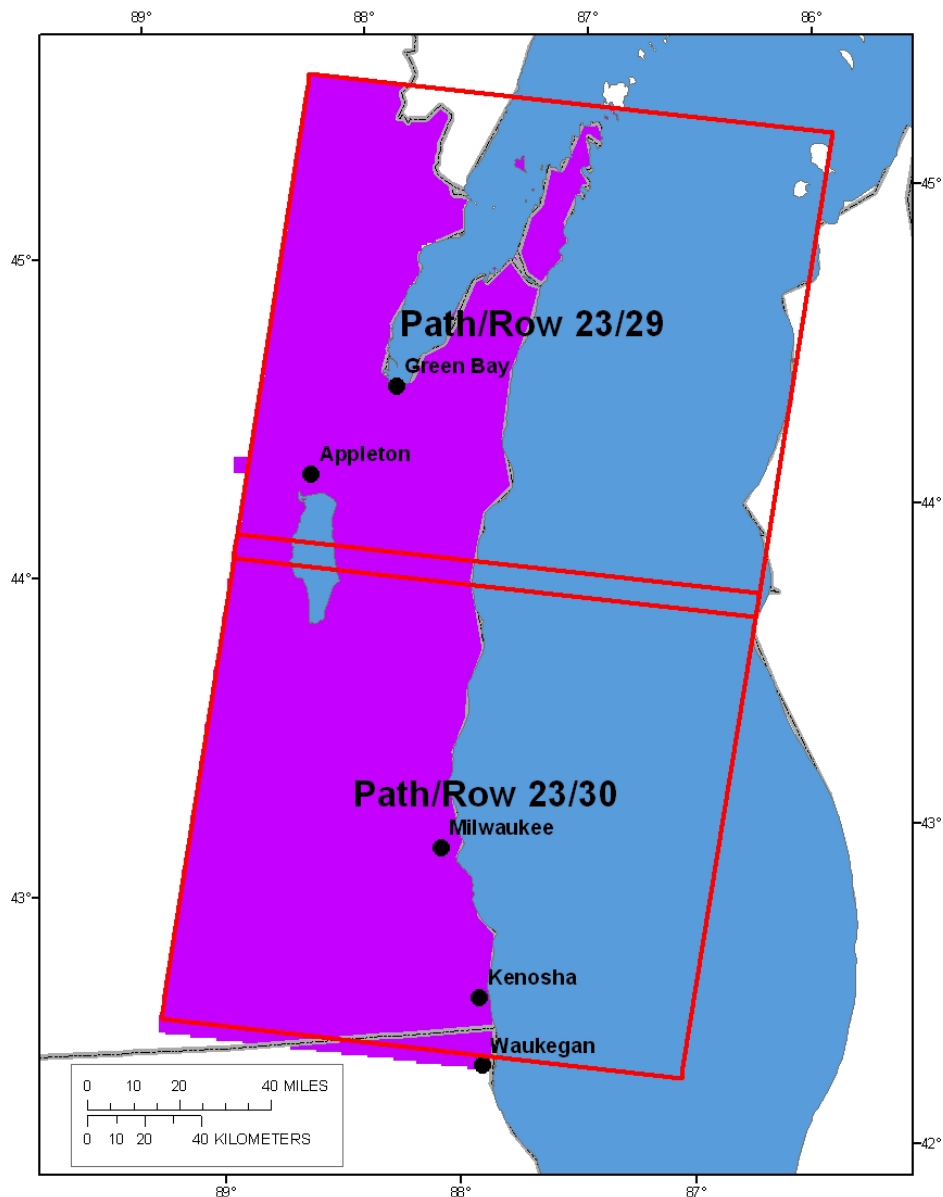 89° 88° 87° 86°
45°
45°
Path/Row 23/29
Green Bay
Appleton
44°
44°
Path/Row 23/30
43°
Milwaukee
43°
Kenosha
Waukegan
0 10 20 40 MILES
0 10 20 40 KILOMETERS
42°
89° 88° 87°